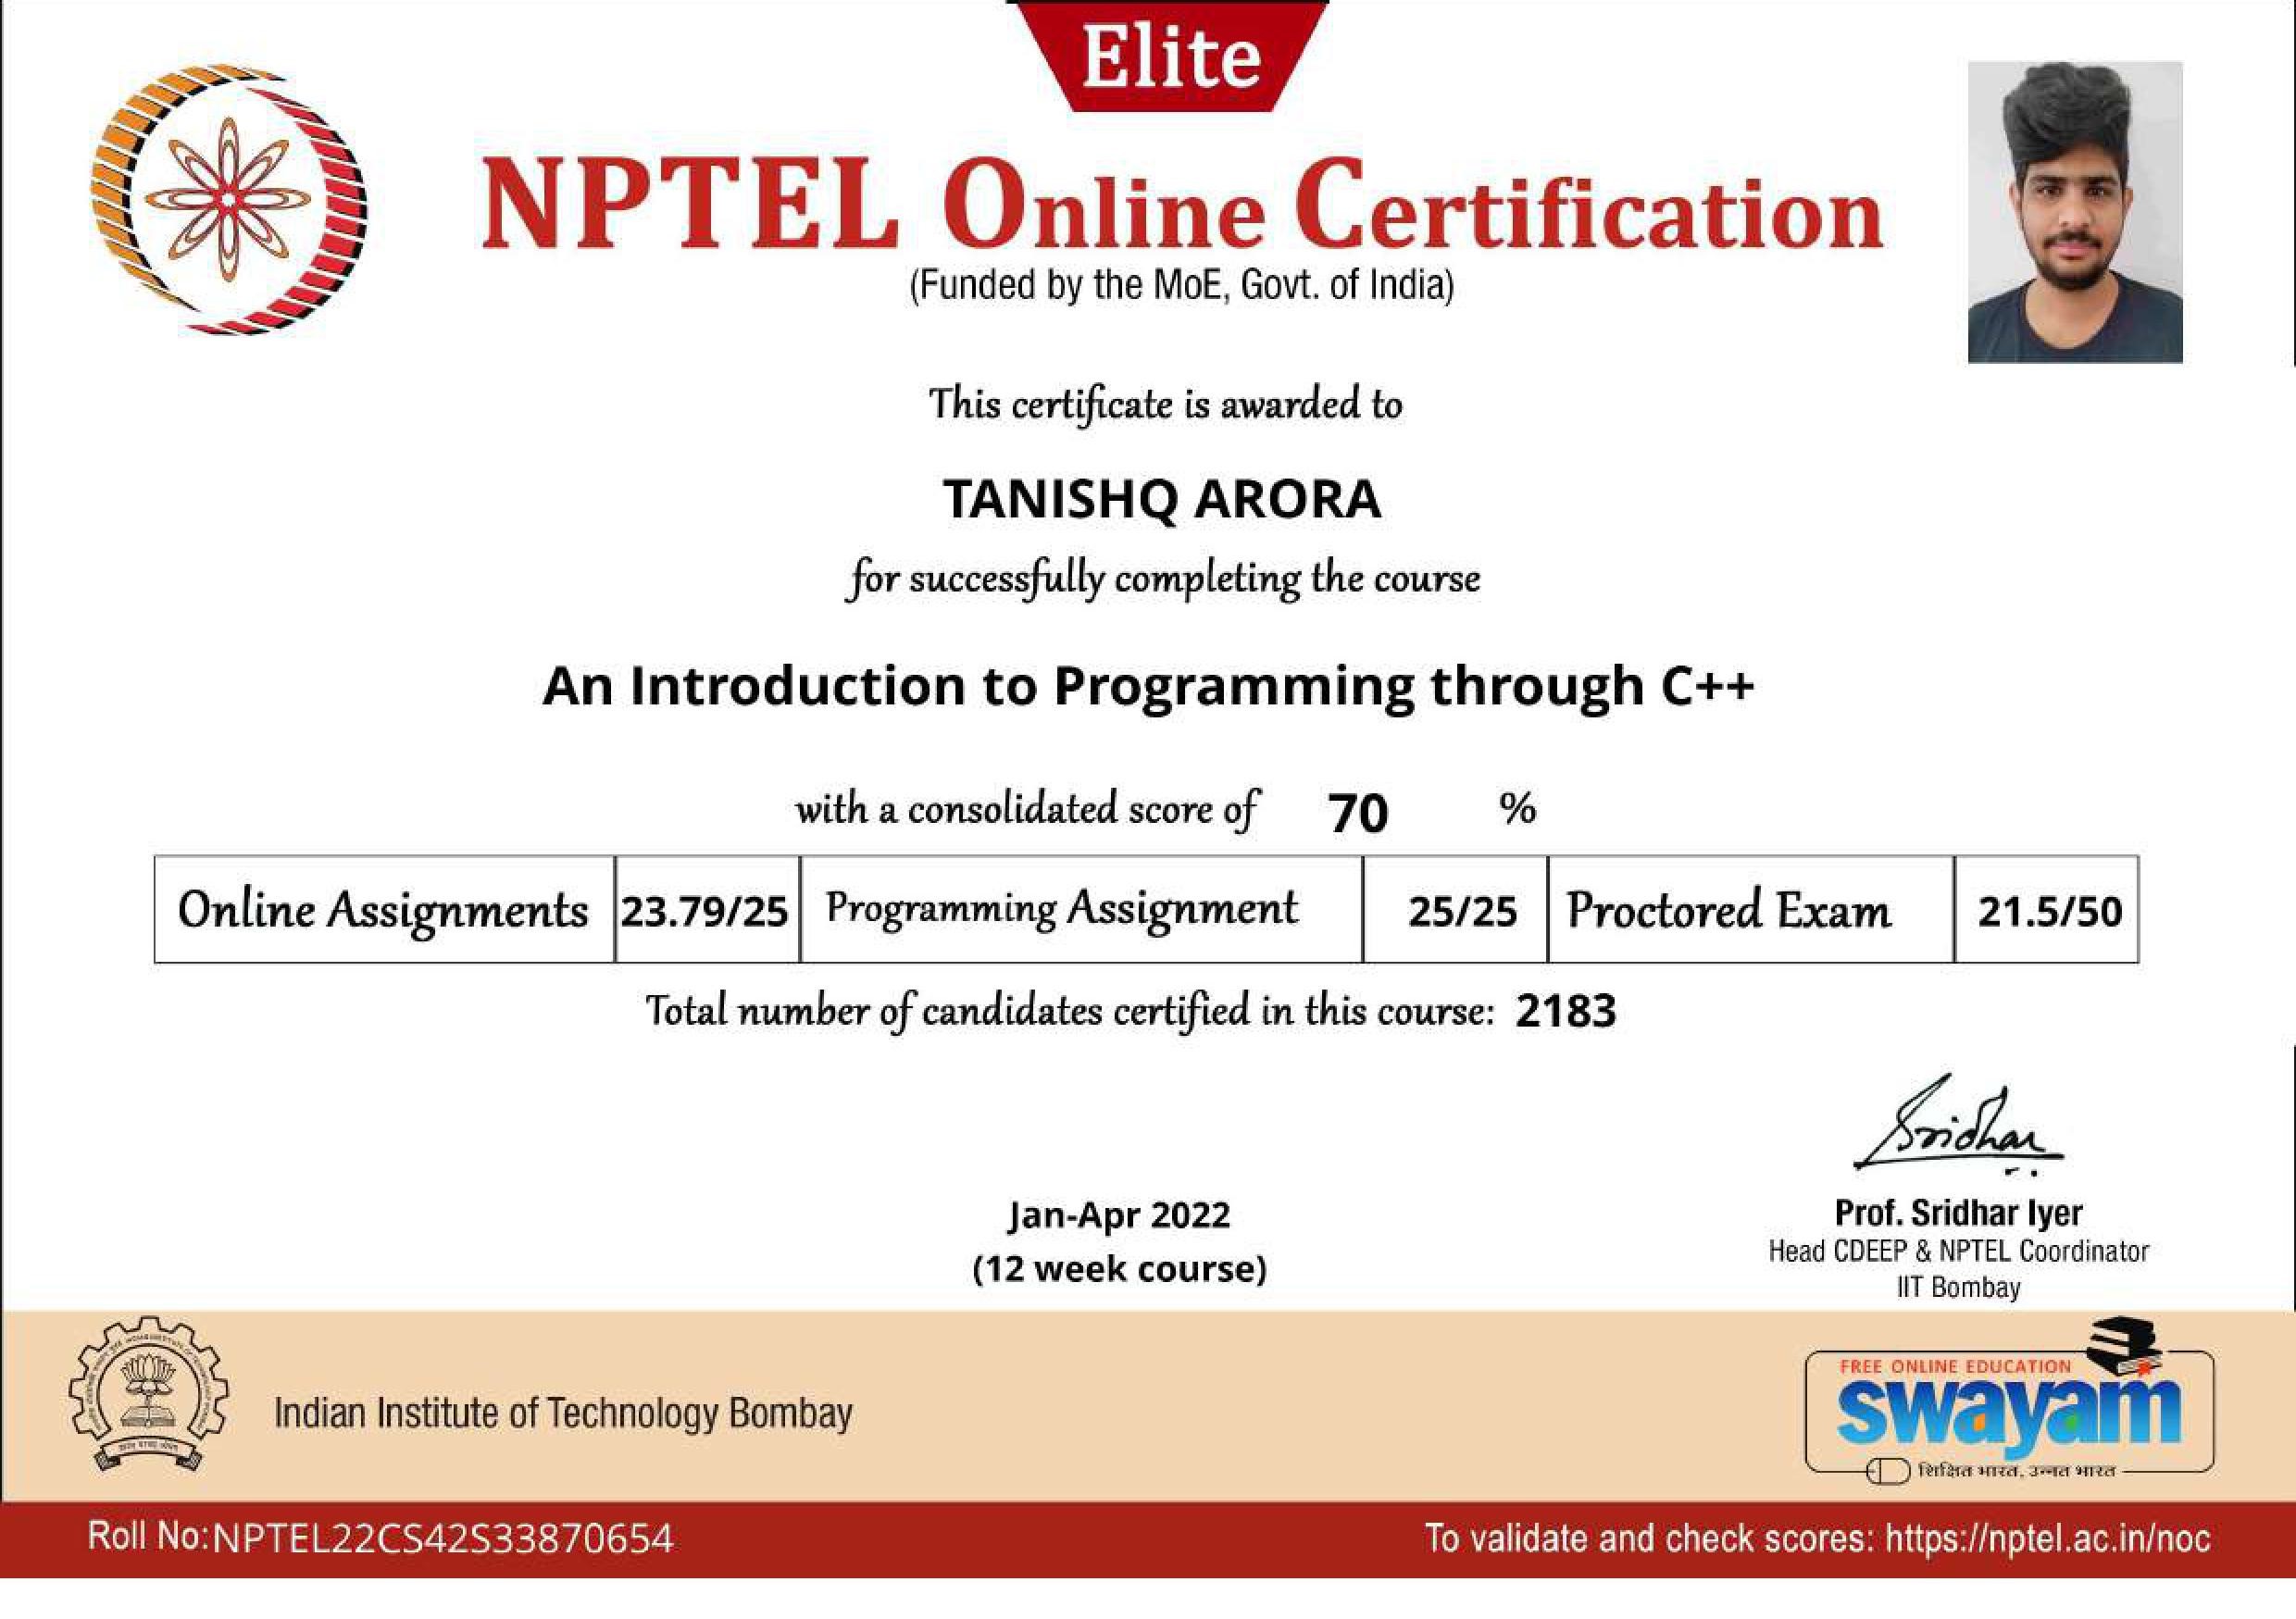 Elite
NPTEL Online Certification
(Funded by the MoE, Govt. of India)
This certificate is awarded to
TANISHQ ARORA
for successfully completing the course
An Introduction to Programming through C++
with a consolidated score of 70 %
Online Assignments 23.79/25 Programming Assignment 25/25 Proctored Exam 21.5/50
Total number of candidates certified in this course: 2183
Sridhar
Jan-Apr 2022
(12 week course)
Prof. Sridhar Iyer
Head CDEEP & NPTEL Coordinator
IIT Bombay
Indian Institute of Technology Bombay
FREE ONLINE EDUCATION
swayam
शिक्षित भारत, उन्नत भारत
Roll No:NPTEL22CS42S33870654
To validate and check scores: https://nptel.ac.in/noc